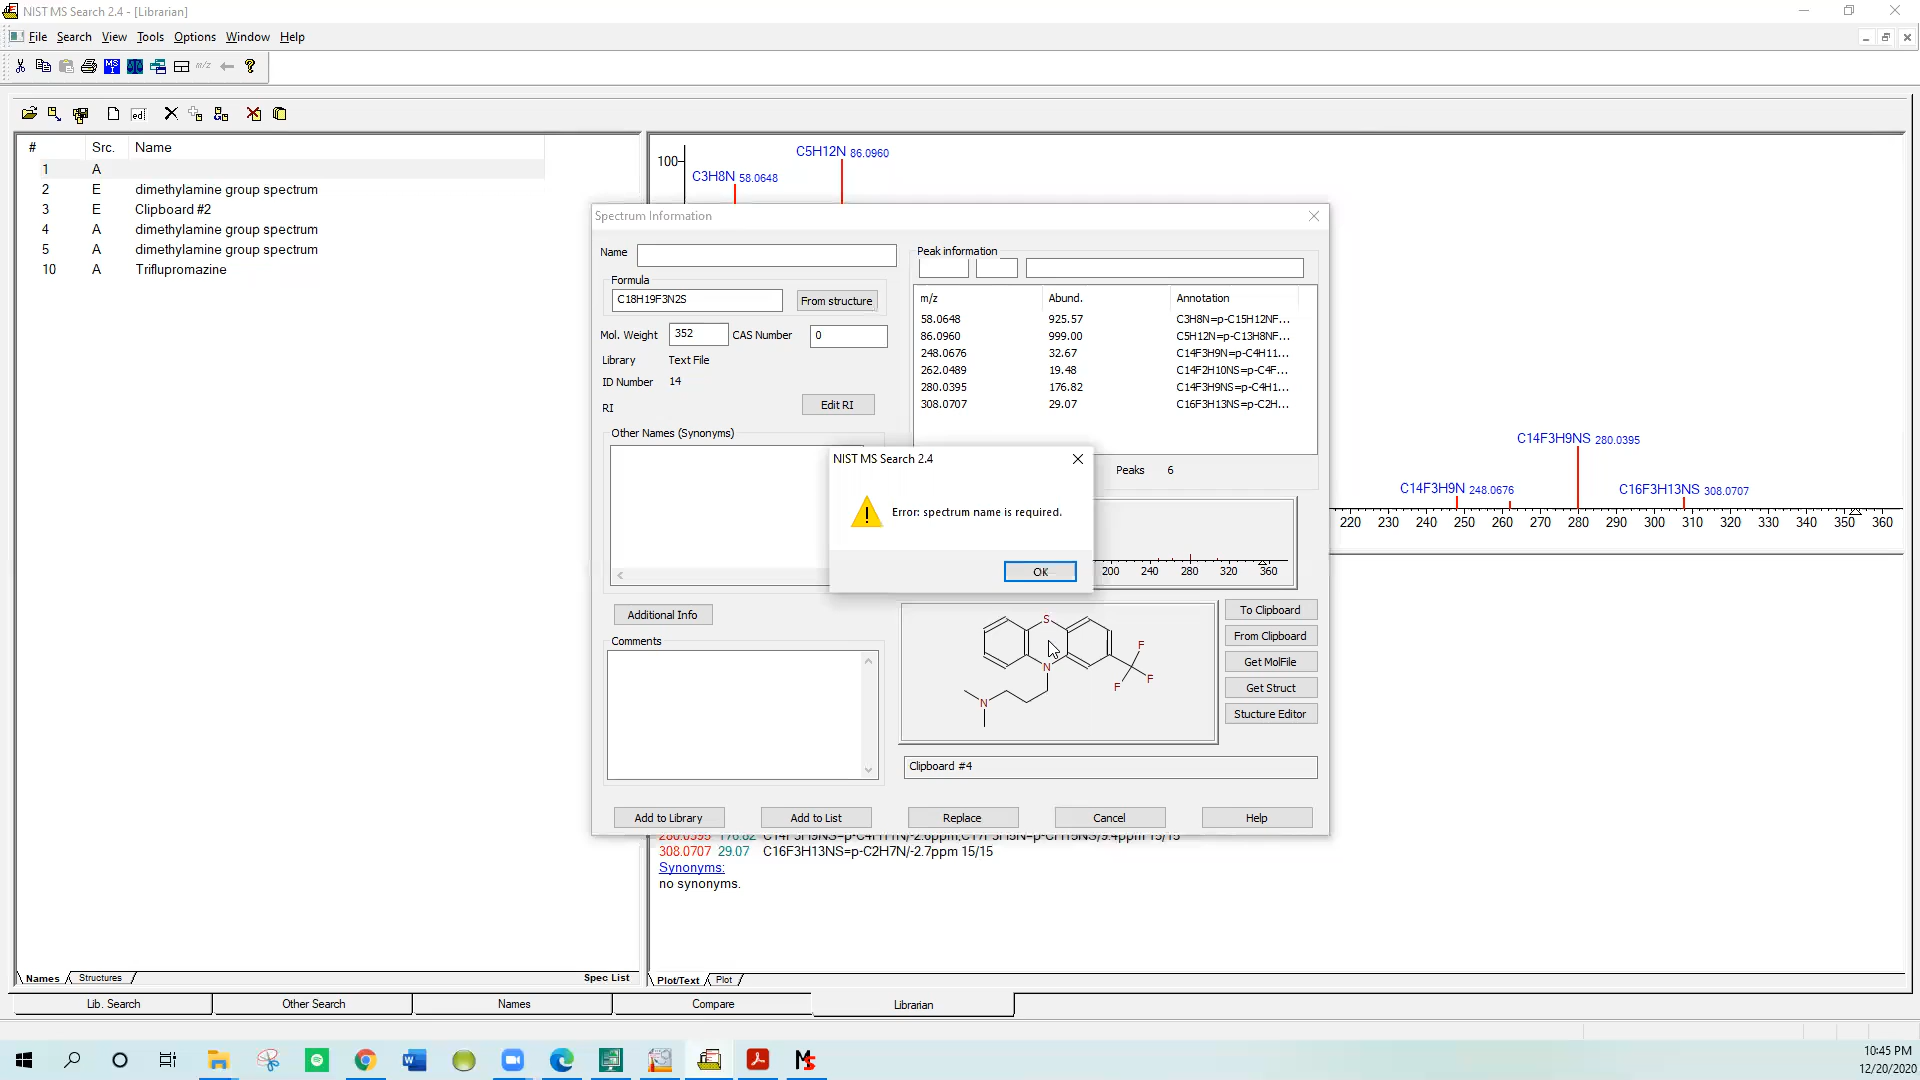 NIST MS Search 2.4 - [Librarian]
File Search View Tools Options Window Help
# Src. Name
1 A
2 E dimethylamine group spectrum
3 E Clipboard #2
4 A dimethylamine group spectrum
5 A dimethylamine group spectrum
10 A Triflupromazine
100
C3H8N 58.0648
C5H12N 86.0960
C14F3H9N 248.0676
C14F3H9NS 280.0395
C16F3H13NS 308.0707
220 230 240 250 260 270 280 290 300 310 320 330 340 350 360
Spectrum Information
Name
Formula
C18H19F3N2S From structure
Mol. Weight 352 CAS Number 0
Library Text File
ID Number 14
RI Edit RI
Other Names (Synonyms)
Additional Info
Comments
Peak information
m/z Abund. Annotation
58.0648 925.57 C3H8N=p-C15H12NF...
86.0960 999.00 C5H12N=p-C13H8NF...
248.0676 32.67 C14F3H9N=p-C4H11...
262.0489 19.48 C14F2H10NS=p-C4F...
280.0395 176.82 C14F3H9NS=p-C4H1...
308.0707 29.07 C16F3H13NS=p-C2H...
Peaks 6
200 240 280 320 360
NIST MS Search 2.4
Error: spectrum name is required.
OK
S
N
N
F
F
F
To Clipboard
From Clipboard
Get MolFile
Get Struct
Stucture Editor
Clipboard #4
Add to Library Add to List Replace Cancel Help
308.0707 29.07 C16F3H13NS=p-C2H7N/-2.7ppm 15/15
Synonyms:
no synonyms.
Names Structures Spec List
Plot/Text Plot
Lib. Search Other Search Names Compare Librarian
10:45 PM
12/20/2020